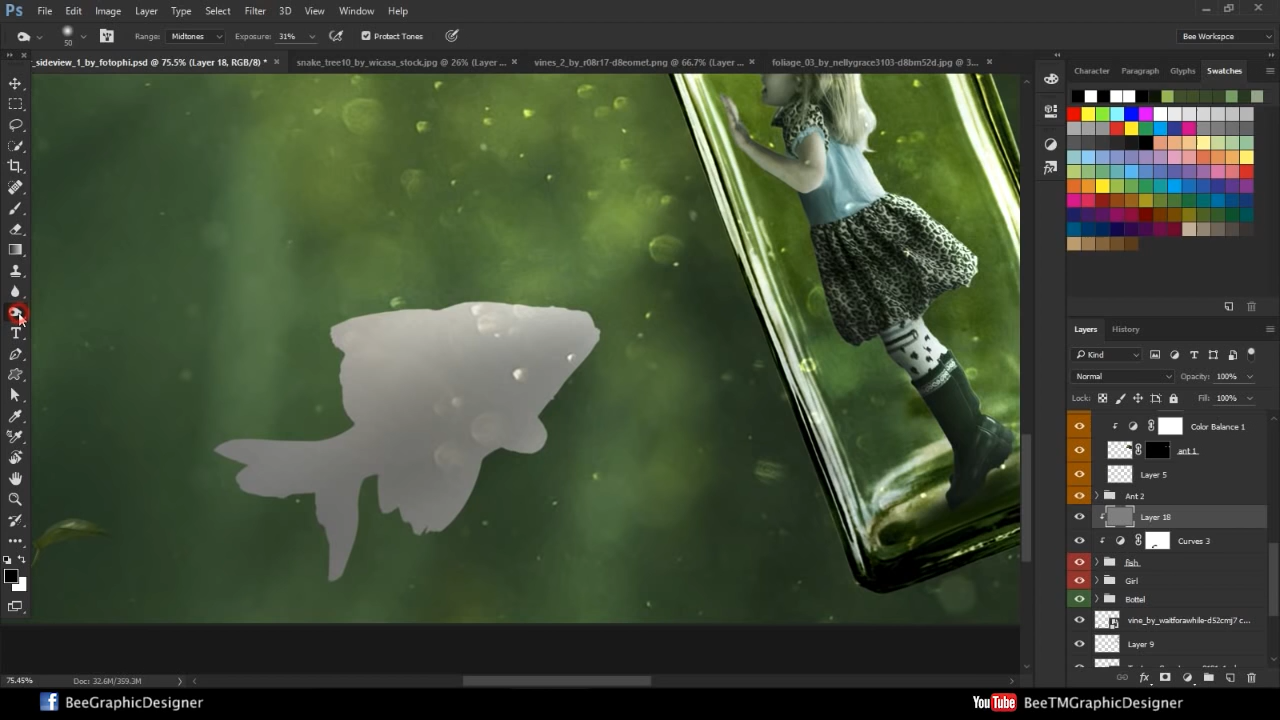 Ps File Edit Image Layer Type Select Filter 3D View Window Help
50 Range: Midtones Exposure: 31% Protect Tones Bee Workspce
_sideview_1_by_fotophi.psd @ 75.5% (Layer 18, RGB/8) * × snake_tree10_by_wicasa_stock.jpg @ 26% (Layer ... × vines_2_by_r08r17-d8eomet.png @ 66.7% (Layer ... × foliage_03_by_nellygrace3103-d8bm52d.jpg @ 3... ×
Character Paragraph Glyphs Swatches
Layers History
Kind
Normal Opacity: 100%
Lock: Fill: 100%
Color Balance 1
ant 1
Layer 5
Ant 2
Layer 18
Curves 3
fish
Girl
Bottel
vine_by_waitforawhile-d52cmj7 c...
Layer 9
75.45% Doc: 32.6M/359.3M
BeeGraphicDesigner
YouTube BeeTMGraphicDesigner